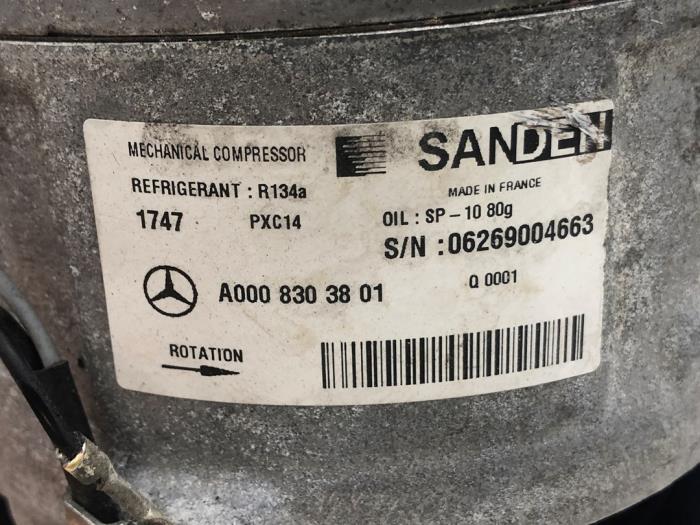 MECHANICAL COMPRESSOR
SANDEN
REFRIGERANT : R134a
MADE IN FRANCE
1747 PXC14
OIL : SP – 10 80g
S/N : 06269004663
A000 830 38 01
Q 0001
ROTATION